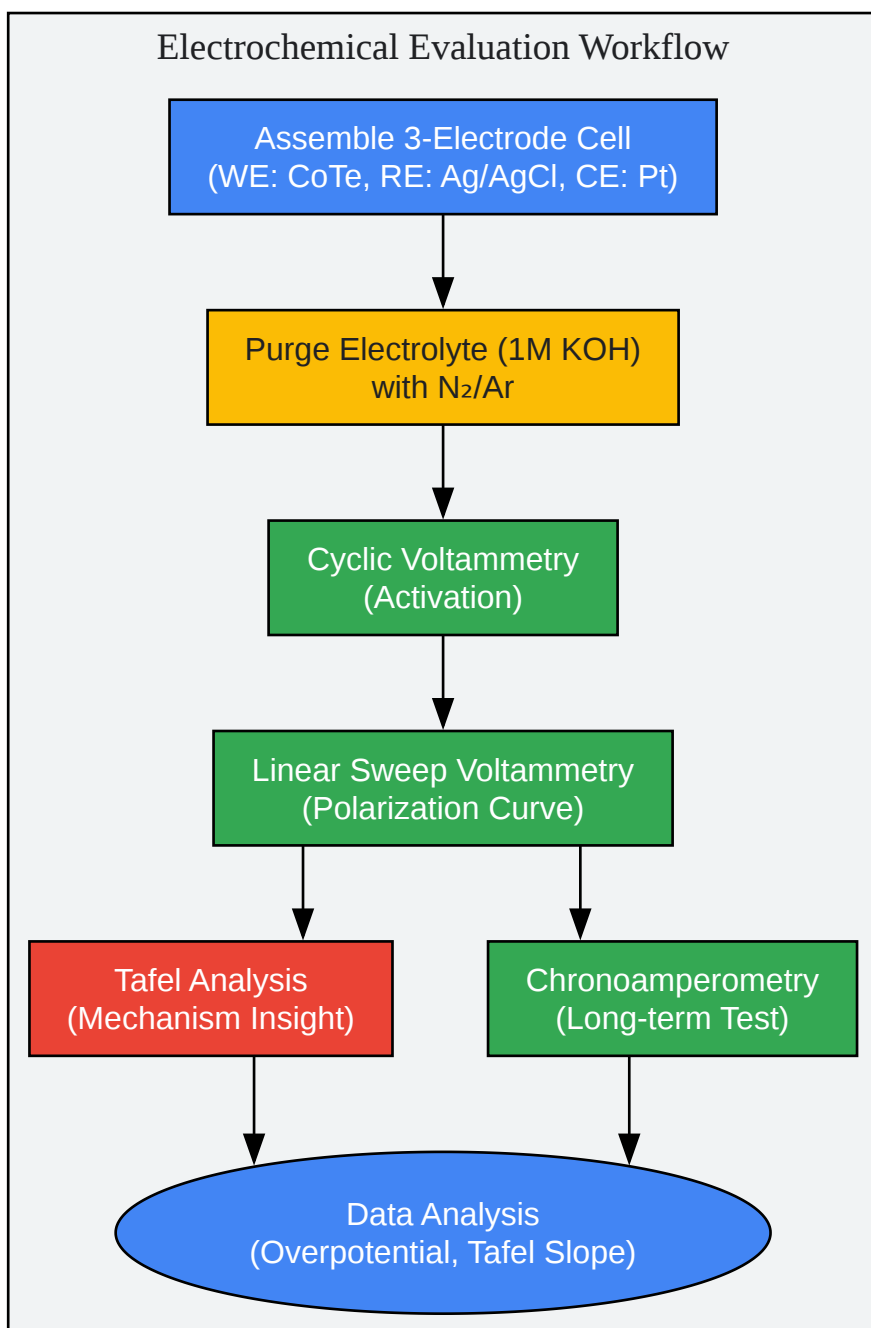 Electrochemical Evaluation Workflow
Assemble 3-Electrode Cell
(WE: CoTe, RE: Ag/AgCl, CE: Pt)
Purge Electrolyte (1M KOH)
with N₂/Ar
Cyclic Voltammetry
(Activation)
Linear Sweep Voltammetry
(Polarization Curve)
Tafel Analysis
(Mechanism Insight)
Chronoamperometry
(Long-term Test)
Data Analysis
(Overpotential, Tafel Slope)